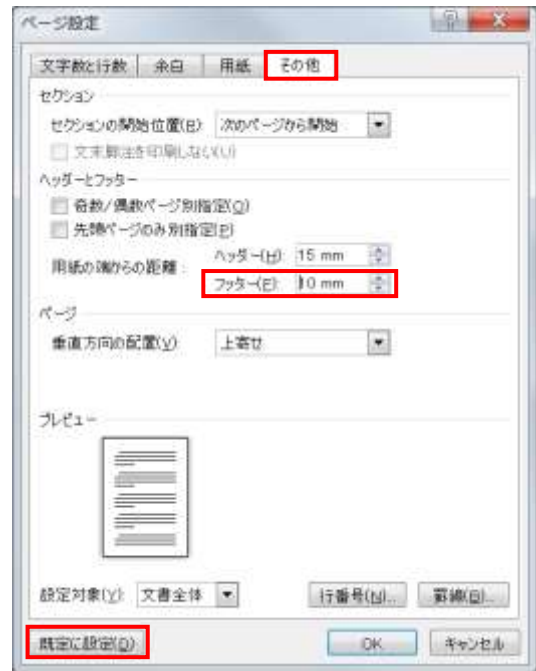 ページ設定
文字数と行数 余白 用紙 その他
セクション
セクションの開始位置(R): 次のページから開始
文末脚注を印刷しない(U)
ヘッダーとフッター
奇数/偶数ページ別指定(O)
先頭ページのみ別指定(P)
用紙の端からの距離: ヘッダー(H): 15 mm
フッター(F): 10 mm
ページ
垂直方向の配置(V): 上寄せ
プレビュー
設定対象(Y): 文書全体 行番号(N)... 罫線(B)...
既定に設定(D) OK キャンセル